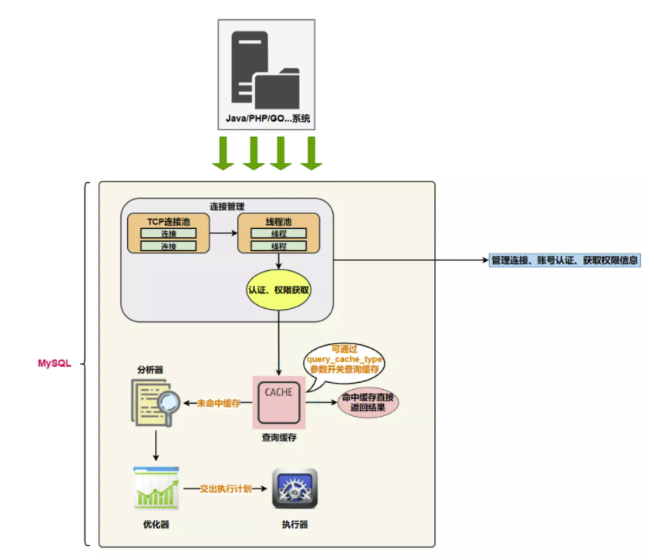 Java/PHP/GO...系统
连接管理
TCP连接池
连接
连接
线程池
线程
线程
认证、权限获取
管理连接、账号认证、获取权限信息
MySQL
可通过
query_cache_type
参数开关查询缓存
分析器
未命中缓存
CACHE
查询缓存
命中缓存直接
返回结果
优化器
交出执行计划
执行器